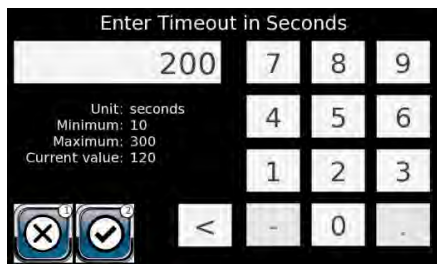 Enter Timeout in Seconds
200
7 8 9
Unit: seconds
Minimum: 10
Maximum: 300
Current value: 120
4 5 6
1 2 3
1 2
< - 0 .